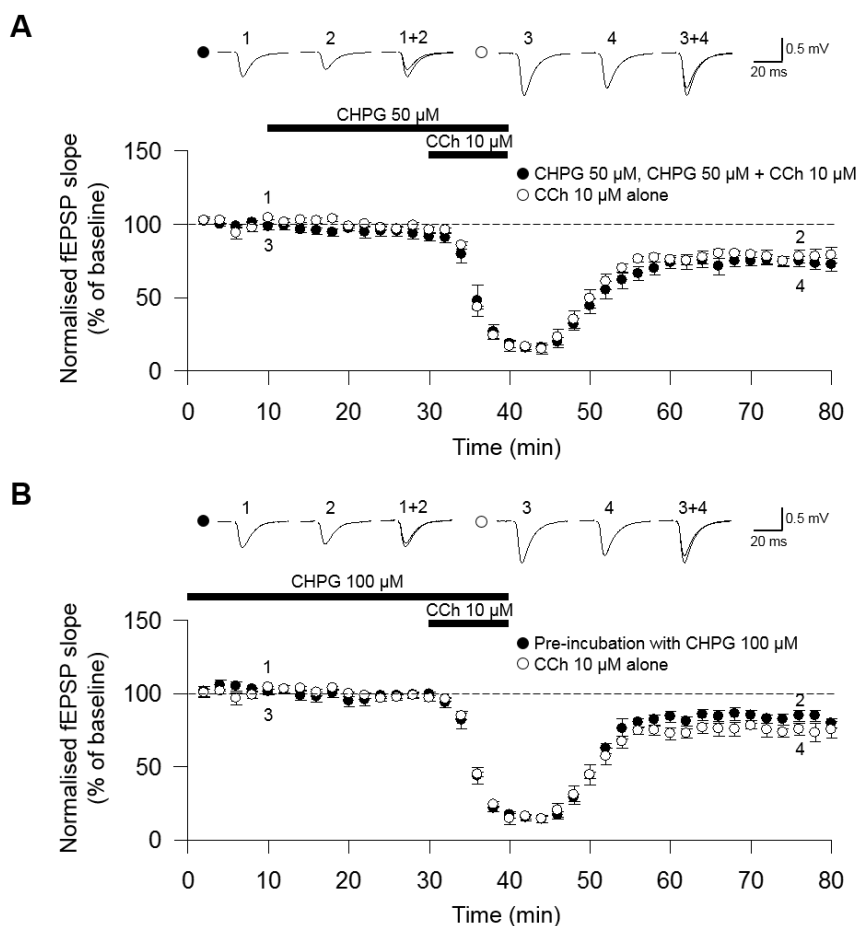 A
1 2 1+2 3 4 3+4
0.5 mV
20 ms
CHPG 50 µM
CCh 10 µM
CHPG 50 µM, CHPG 50 µM + CCh 10 µM
CCh 10 µM alone
Normalised fEPSP slope
(% of baseline)
150
100
50
0
1
3
2
4
0 10 20 30 40 50 60 70 80
Time (min)
B
1 2 1+2 3 4 3+4
0.5 mV
20 ms
CHPG 100 µM
CCh 10 µM
Pre-incubation with CHPG 100 µM
CCh 10 µM alone
Normalised fEPSP slope
(% of baseline)
150
100
50
0
1
3
2
4
0 10 20 30 40 50 60 70 80
Time (min)